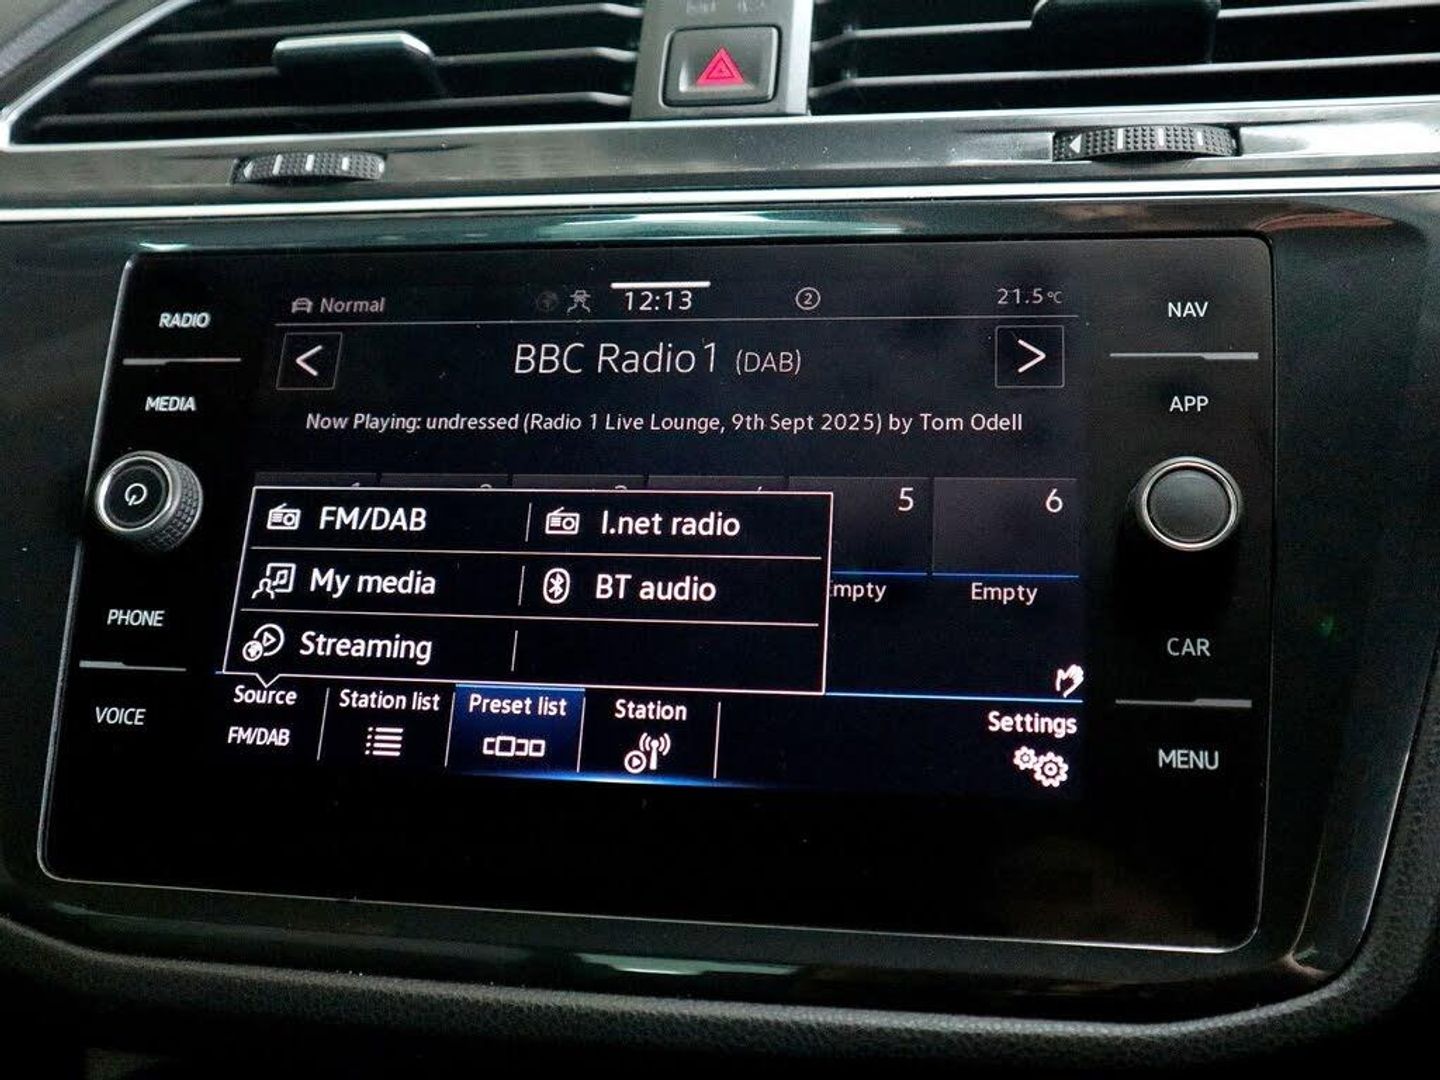 RADIO
MEDIA
PHONE
VOICE
Normal
12:13
2
21.5°C
BBC Radio 1 (DAB)
Now Playing: undressed (Radio 1 Live Lounge, 9th Sept 2025) by Tom Odell
5
6
Empty
FM/DAB
I.net radio
My media
BT audio
Streaming
Source
FM/DAB
Station list
Preset list
Station
Settings
NAV
APP
CAR
MENU